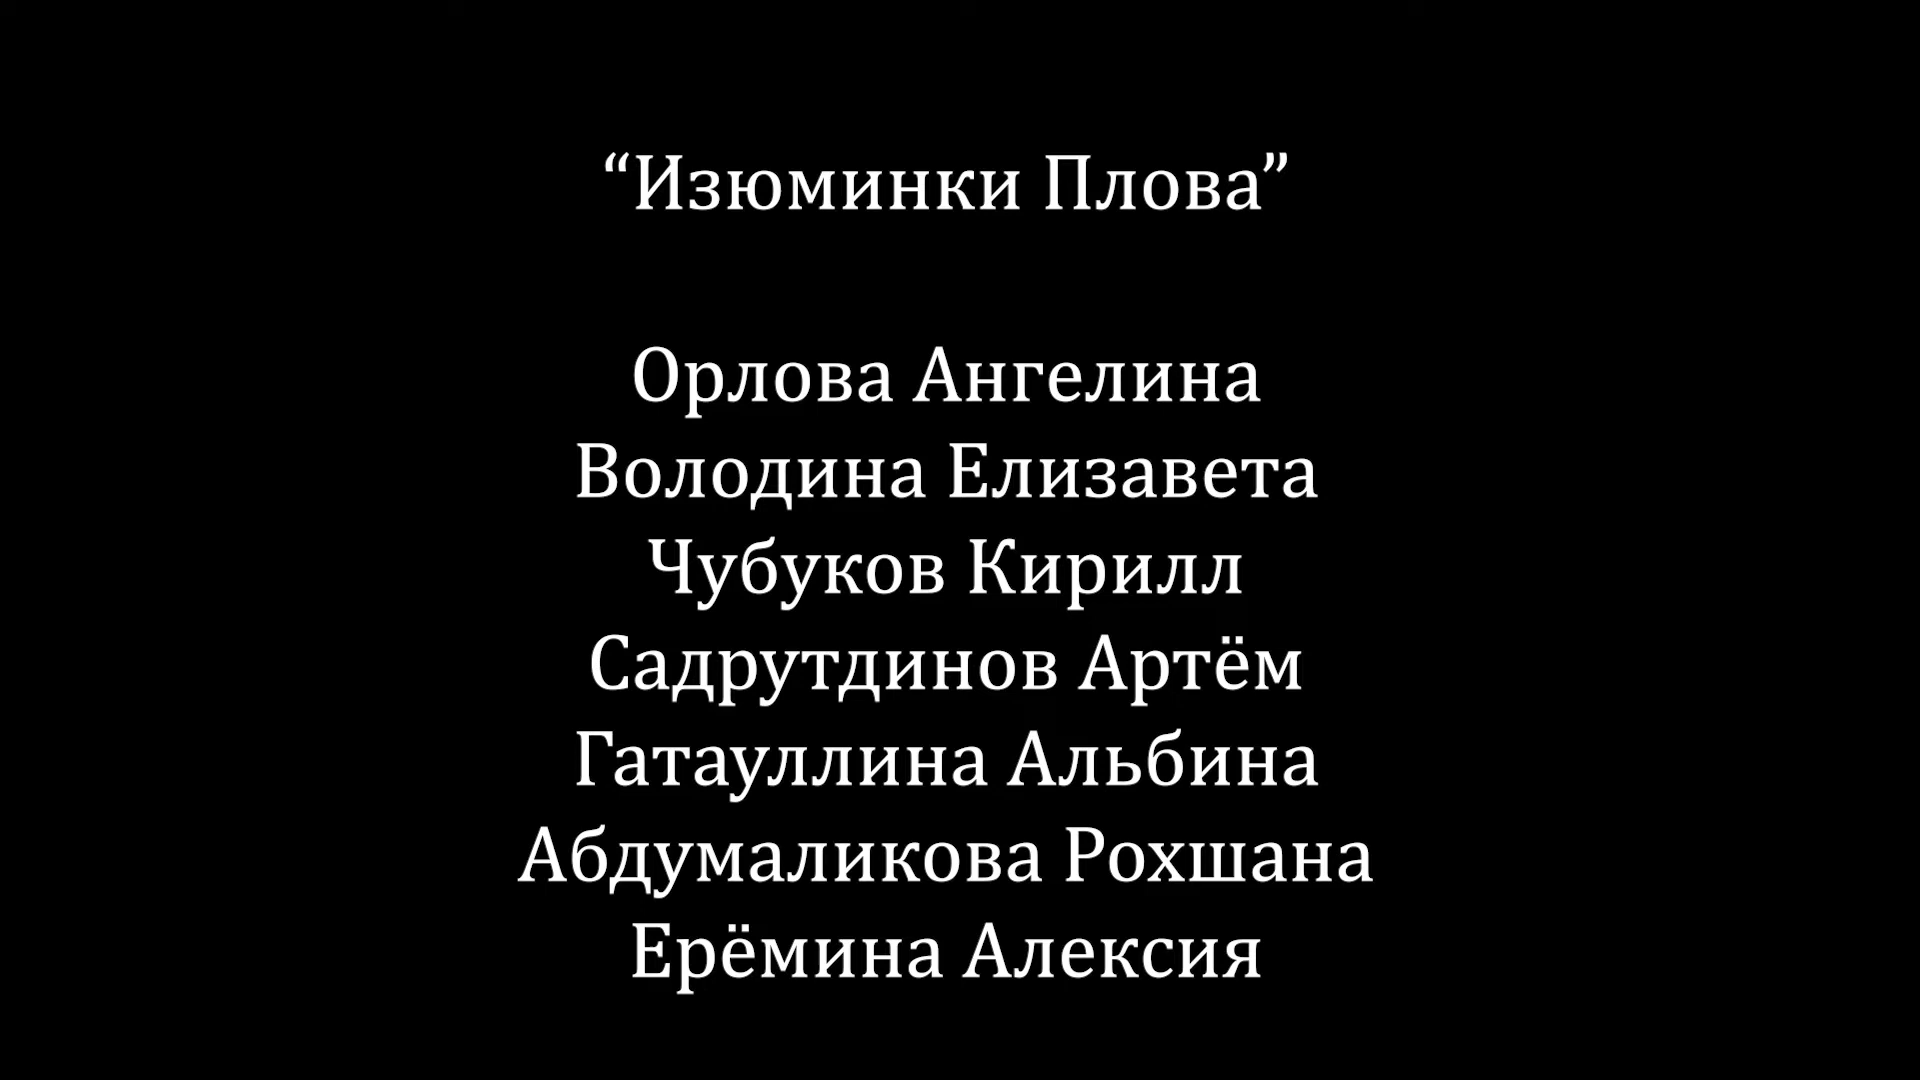 “Изюминки Плова”
Орлова Ангелина
Володина Елизавета
Чубуков Кирилл
Садрутдинов Артём
Гатауллина Альбина
Абдумаликова Рохшана
Ерёмина Алексия